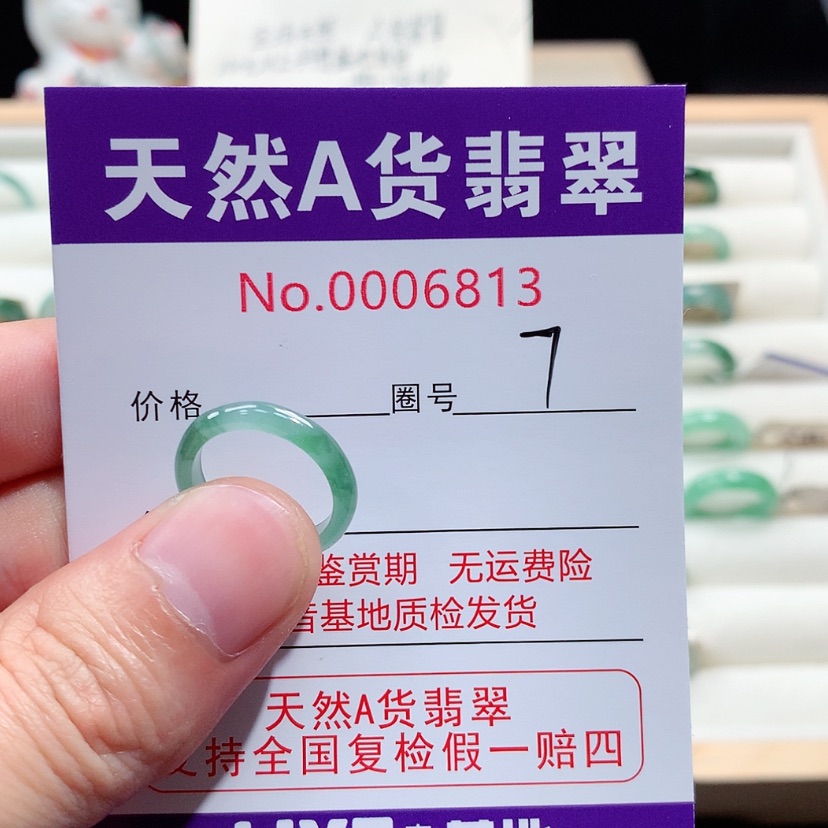 天然A货翡翠
No.0006813
价格 圈号 7
鉴赏期 无运费险
基地质检发货
天然A货翡翠
支持全国复检假一赔四